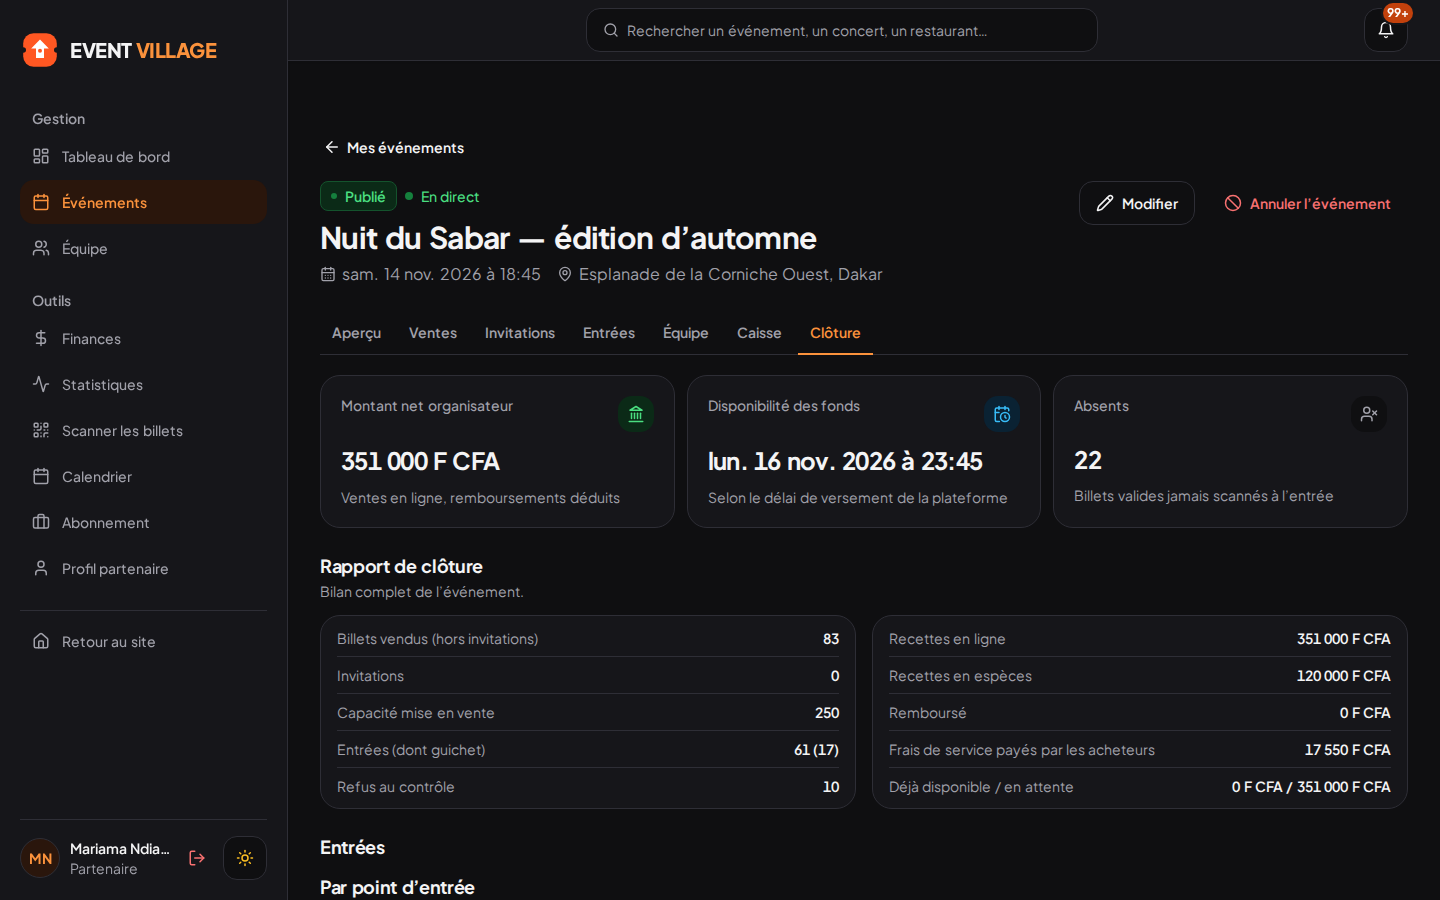 EVENT VILLAGE
Rechercher un événement, un concert, un restaurant...
99+
Gestion
Tableau de bord
Événements
Équipe
Outils
Finances
Statistiques
Scanner les billets
Calendrier
Abonnement
Profil partenaire
Retour au site
MN
Mariama Ndia...
Partenaire
Mes événements
Publié
En direct
Modifier
Annuler l'événement
Nuit du Sabar — édition d'automne
sam. 14 nov. 2026 à 18:45 Esplanade de la Corniche Ouest, Dakar
Aperçu Ventes Invitations Entrées Équipe Caisse Clôture
Montant net organisateur
351 000 F CFA
Ventes en ligne, remboursements déduits
Disponibilité des fonds
lun. 16 nov. 2026 à 23:45
Selon le délai de versement de la plateforme
Absents
22
Billets valides jamais scannés à l'entrée
Rapport de clôture
Bilan complet de l'événement.
Billets vendus (hors invitations) 83
Invitations 0
Capacité mise en vente 250
Entrées (dont guichet) 61 (17)
Refus au contrôle 10
Recettes en ligne 351 000 F CFA
Recettes en espèces 120 000 F CFA
Remboursé 0 F CFA
Frais de service payés par les acheteurs 17 550 F CFA
Déjà disponible / en attente 0 F CFA / 351 000 F CFA
Entrées
Par point d'entrée